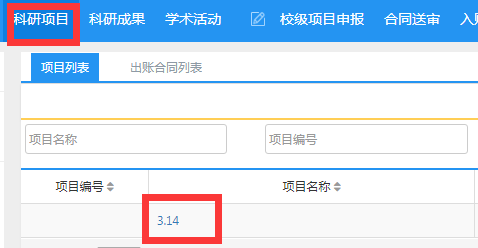 科研项目 科研成果 学术活动 校级项目申报 合同送审
项目列表 出账合同列表
项目名称 项目编号
项目编号 项目名称
3.14